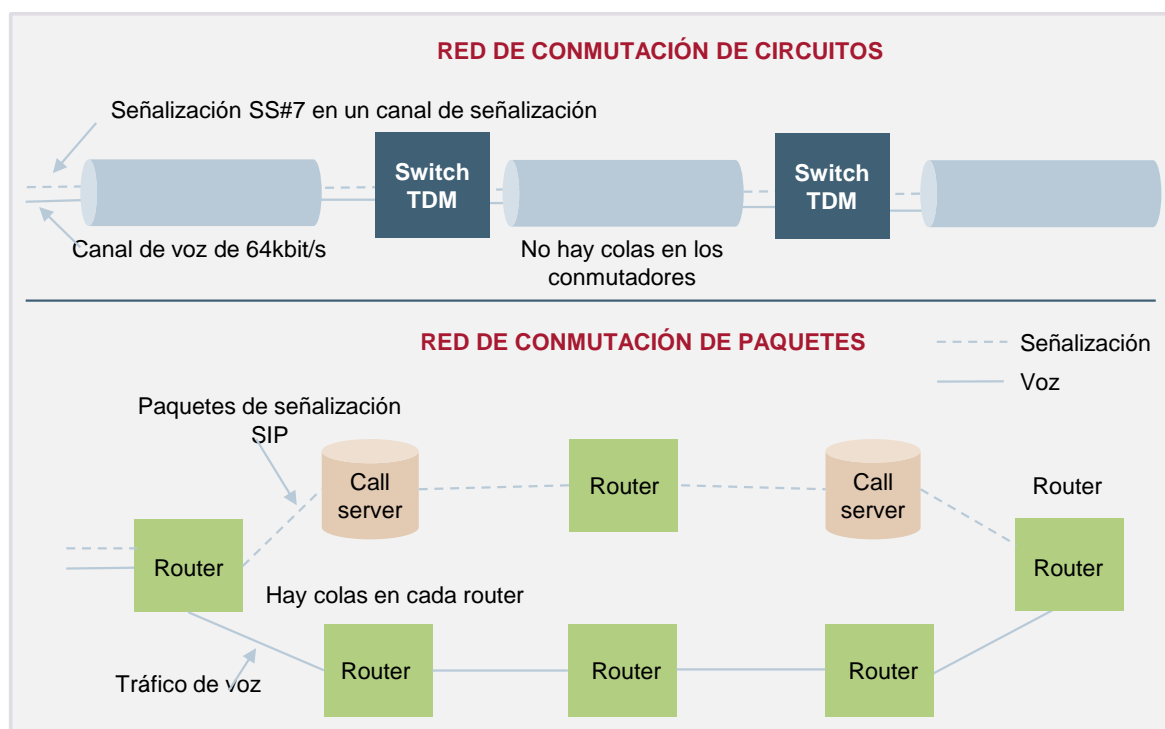 RED DE CONMUTACIÓN DE CIRCUITOS
Señalización SS#7 en un canal de señalización
Switch
TDM
Switch
TDM
Canal de voz de 64kbit/s
No hay colas en los
conmutadores
RED DE CONMUTACIÓN DE PAQUETES
Señalización
Voz
Paquetes de señalización
SIP
Call
server
Router
Call
server
Router
Router
Router
Hay colas en cada router
Router
Router
Router
Tráfico de voz